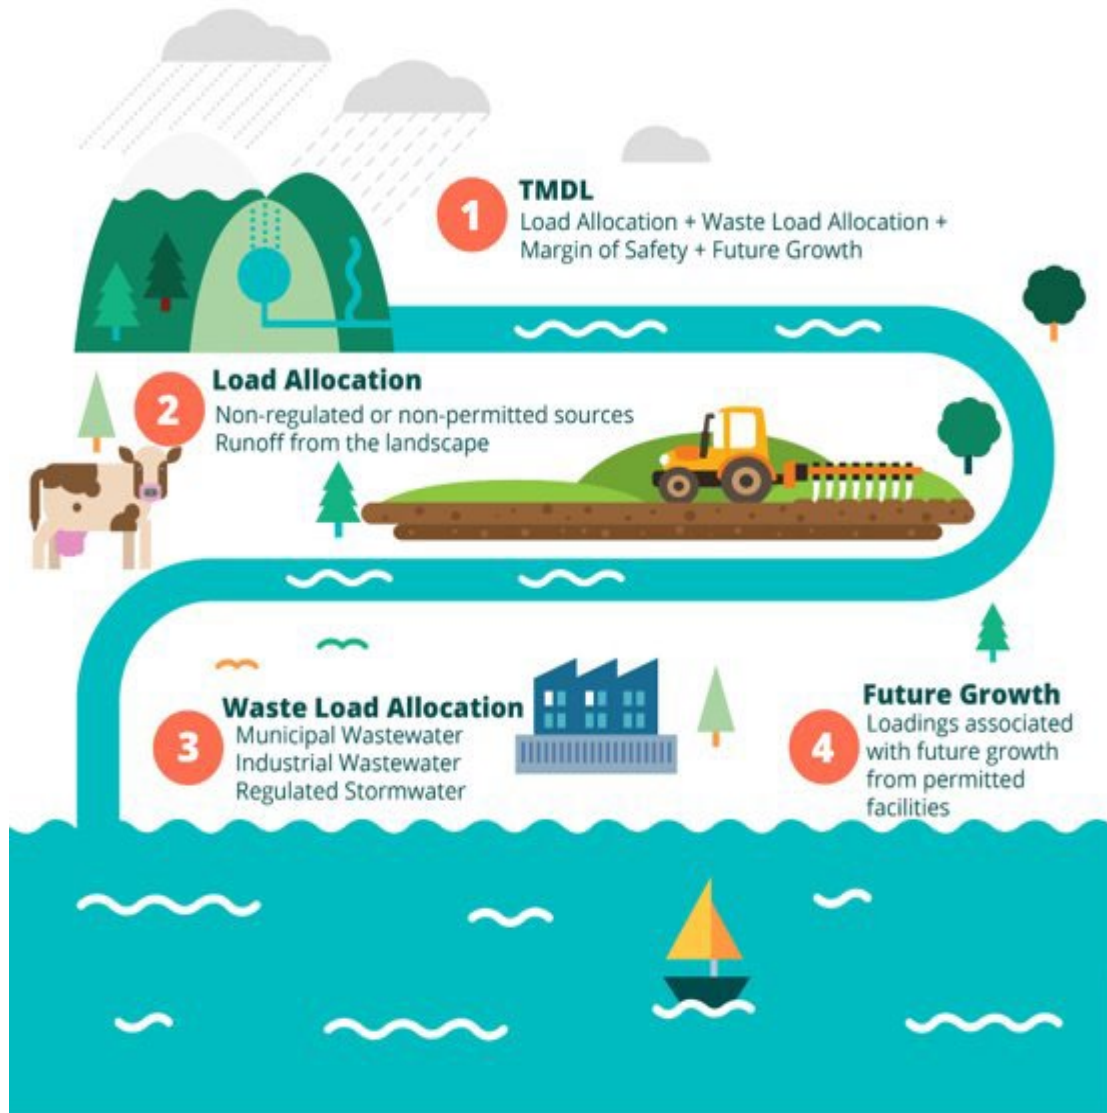 1
TMDL
Load Allocation + Waste Load Allocation +
Margin of Safety + Future Growth
2
Load Allocation
Non-regulated or non-permitted sources
Runoff from the landscape
3
Waste Load Allocation
Municipal Wastewater
Industrial Wastewater
Regulated Stormwater
4
Future Growth
Loadings associated
with future growth
from permitted
facilities